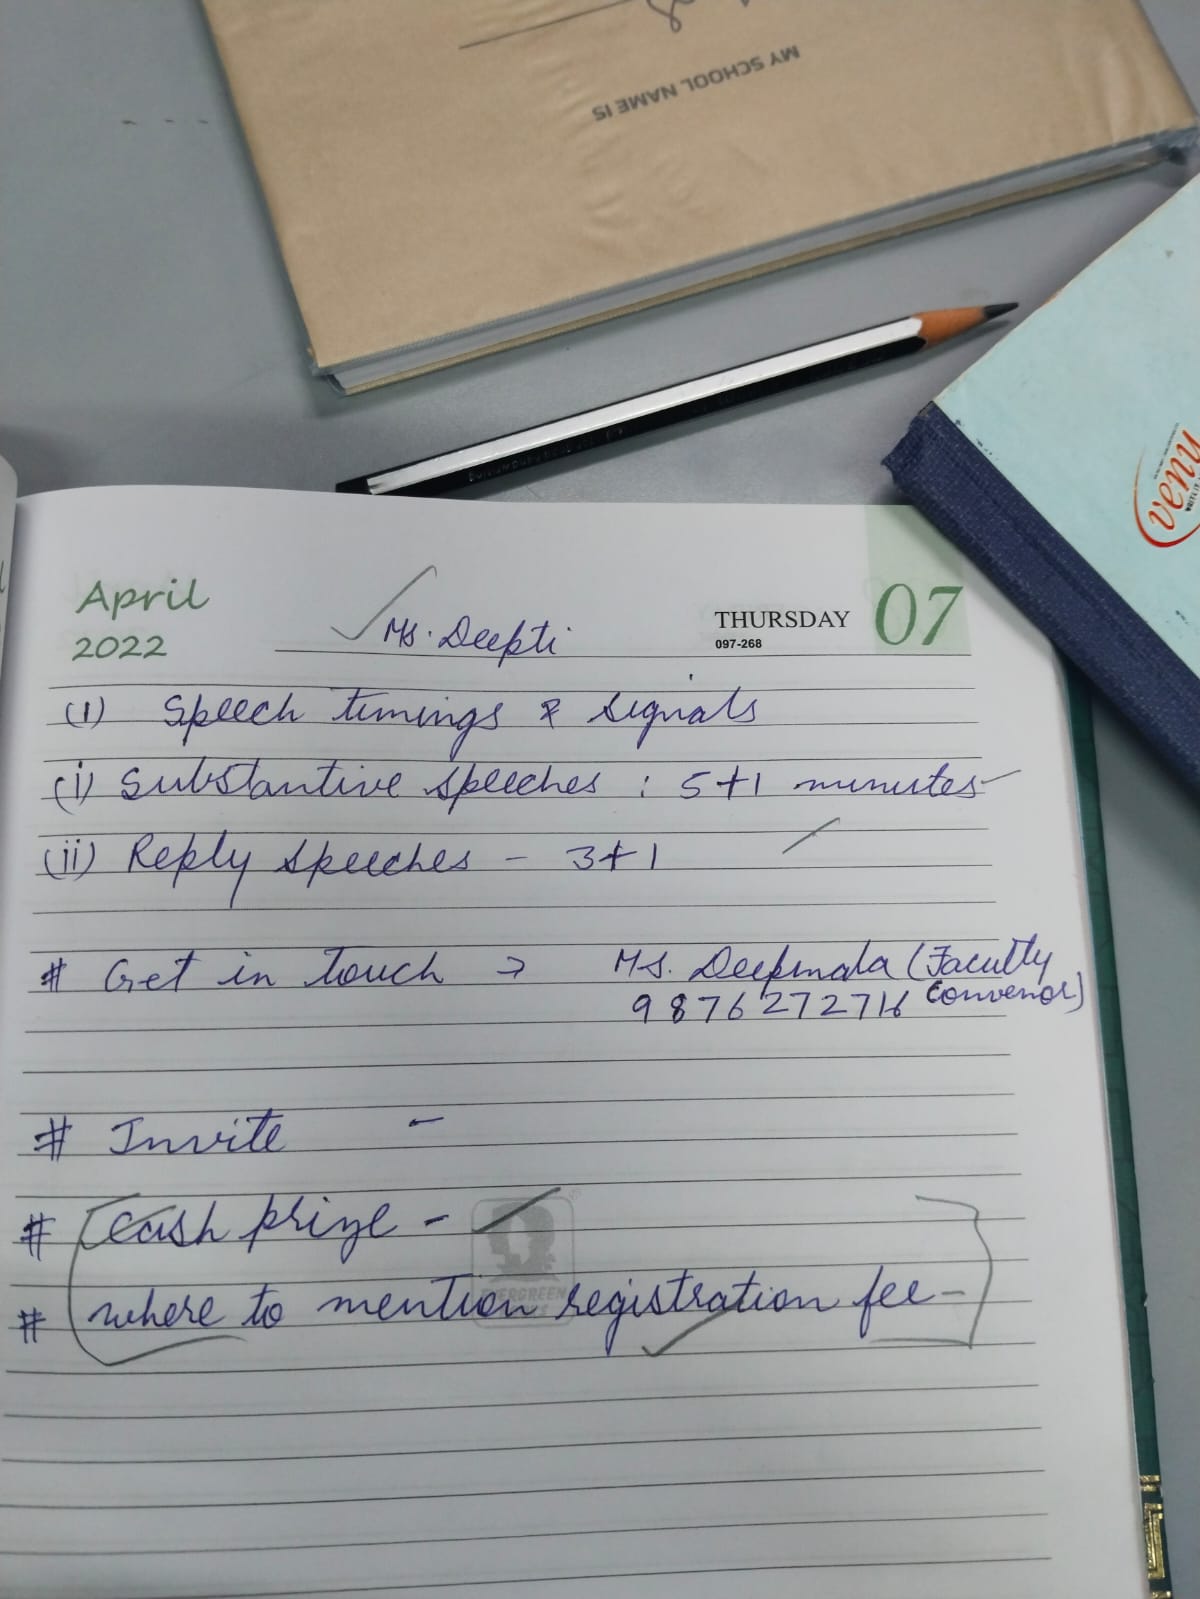 MY SCHOOL NAME IS
venu
April
2022
Ms. Deepti
THURSDAY
097-268
07
(1) Speech timings & signals
(i) Substantive speeches : 5+1 minutes
(ii) Reply speeches - 3+1
# Get in touch → Ms. Deepmala (Faculty
9876272716 Convenor)
# Invite -
# [cash prize -
# where to mention registration fee-]
EVERGREEN